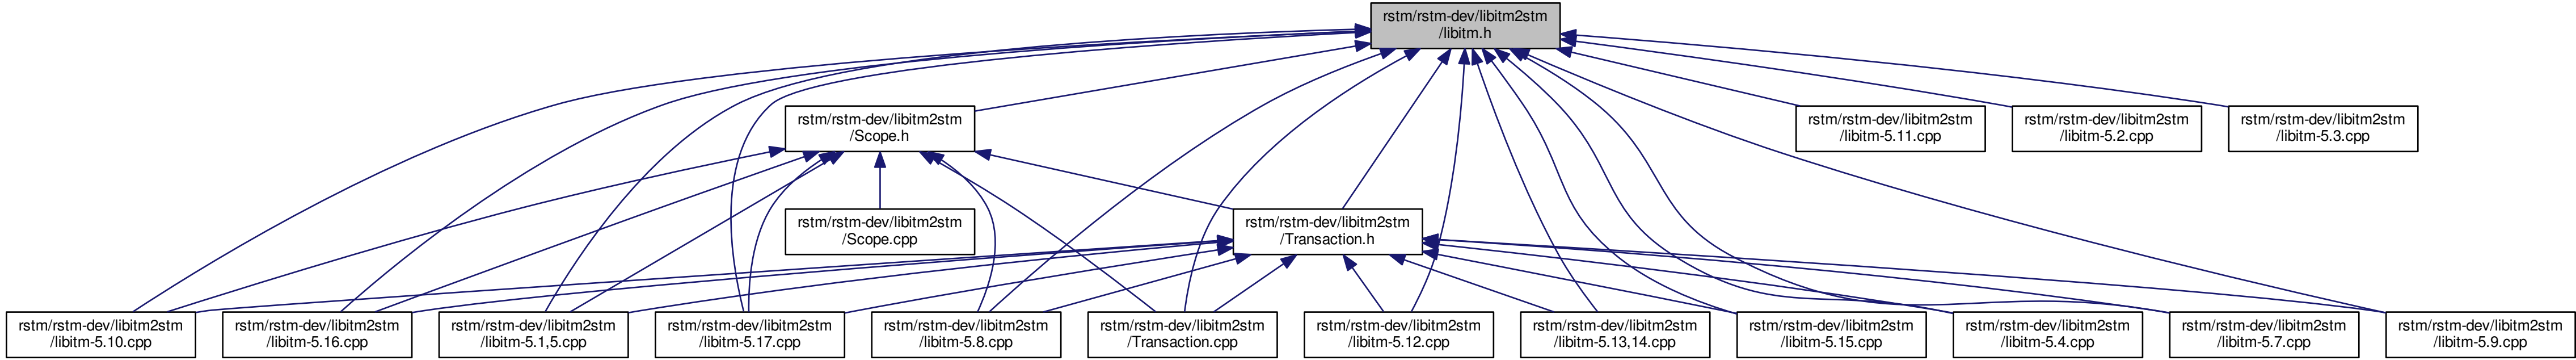 rstm/rstm-dev/libitm2stm
/libitm.h
rstm/rstm-dev/libitm2stm
/Scope.h
rstm/rstm-dev/libitm2stm
/libitm-5.11.cpp
rstm/rstm-dev/libitm2stm
/libitm-5.2.cpp
rstm/rstm-dev/libitm2stm
/libitm-5.3.cpp
rstm/rstm-dev/libitm2stm
/Scope.cpp
rstm/rstm-dev/libitm2stm
/Transaction.h
rstm/rstm-dev/libitm2stm
/libitm-5.10.cpp
rstm/rstm-dev/libitm2stm
/libitm-5.16.cpp
rstm/rstm-dev/libitm2stm
/libitm-5.1,5.cpp
rstm/rstm-dev/libitm2stm
/libitm-5.17.cpp
rstm/rstm-dev/libitm2stm
/libitm-5.8.cpp
rstm/rstm-dev/libitm2stm
/Transaction.cpp
rstm/rstm-dev/libitm2stm
/libitm-5.12.cpp
rstm/rstm-dev/libitm2stm
/libitm-5.13,14.cpp
rstm/rstm-dev/libitm2stm
/libitm-5.15.cpp
rstm/rstm-dev/libitm2stm
/libitm-5.4.cpp
rstm/rstm-dev/libitm2stm
/libitm-5.7.cpp
rstm/rstm-dev/libitm2stm
/libitm-5.9.cpp